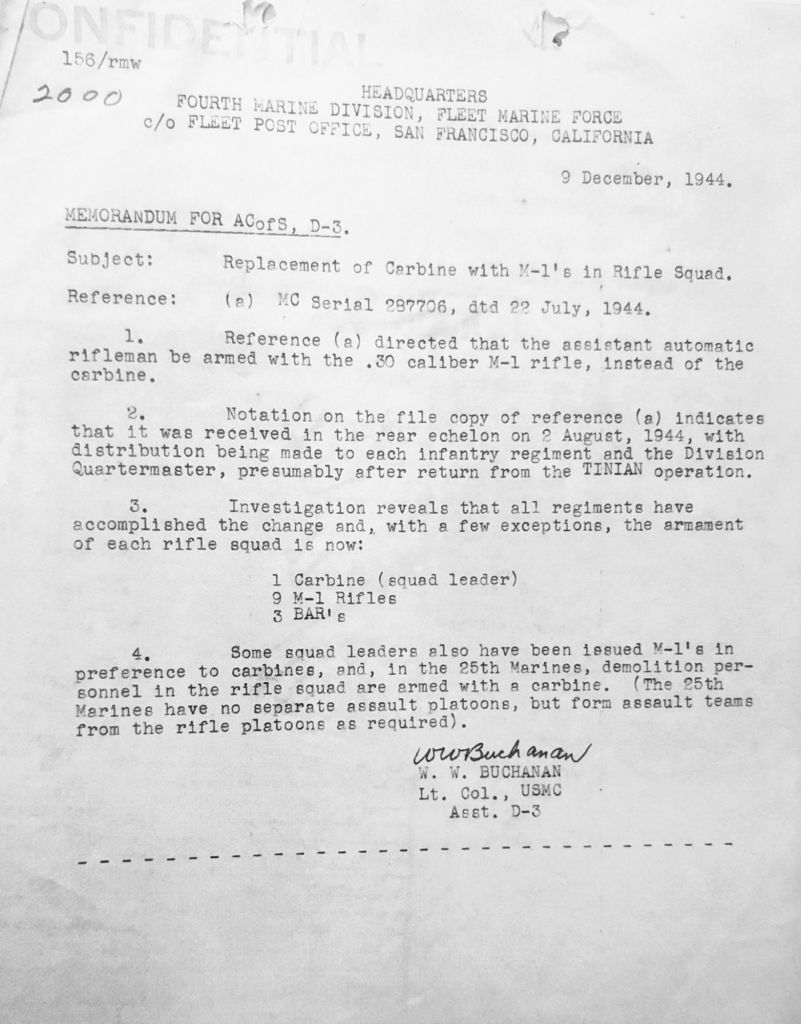 CONFIDENTIAL
156/rmw
2000
HEADQUARTERS
FOURTH MARINE DIVISION, FLEET MARINE FORCE
c/o FLEET POST OFFICE, SAN FRANCISCO, CALIFORNIA
9 December, 1944.
MEMORANDUM FOR ACofS, D-3.
Subject: Replacement of Carbine with M-1's in Rifle Squad.
Reference: (a) MC Serial 287706, dtd 22 July, 1944.
1. Reference (a) directed that the assistant automatic
rifleman be armed with the .30 caliber M-1 rifle, instead of the
carbine.
2. Notation on the file copy of reference (a) indicates
that it was received in the rear echelon on 2 August, 1944, with
distribution being made to each infantry regiment and the Division
Quartermaster, presumably after return from the TINIAN operation.
3. Investigation reveals that all regiments have
accomplished the change and, with a few exceptions, the armament
of each rifle squad is now:
1 Carbine (squad leader)
9 M-1 Rifles
3 BAR's
4. Some squad leaders also have been issued M-1's in
preference to carbines, and, in the 25th Marines, demolition per-
sonnel in the rifle squad are armed with a carbine. (The 25th
Marines have no separate assault platoons, but form assault teams
from the rifle platoons as required).
WWBuchanan
W. W. BUCHANAN
Lt. Col., USMC
Asst. D-3